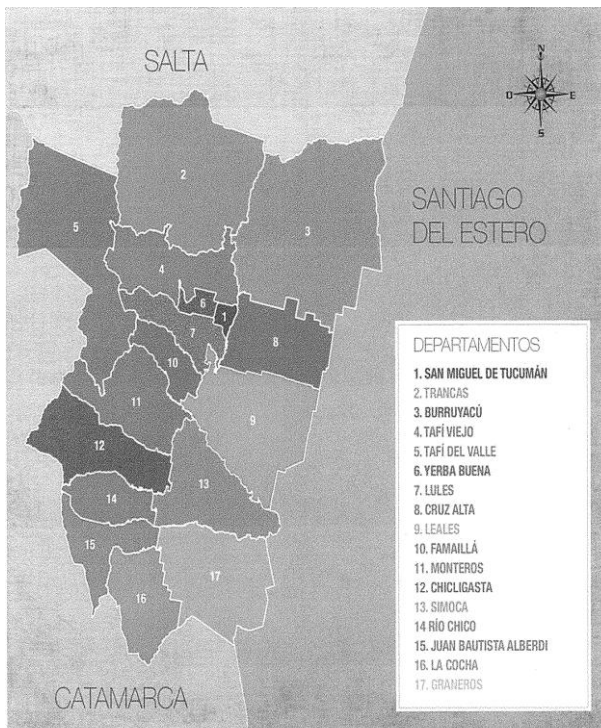 SALTA
N
O E
S
SANTIAGO
DEL ESTERO
2
5
3
4
6
1
7
8
10
11
9
12
13
14
15
17
16
CATAMARCA
DEPARTAMENTOS
1. SAN MIGUEL DE TUCUMÁN
2. TRANCAS
3. BURRUYACÚ
4. TAFÍ VIEJO
5. TAFÍ DEL VALLE
6. YERBA BUENA
7. LULES
8. CRUZ ALTA
9. LEALES
10. FAMAILLÁ
11. MONTEROS
12. CHICLIGASTA
13. SIMOCA
14 RÍO CHICO
15. JUAN BAUTISTA ALBERDI
16. LA COCHA
17. GRANEROS